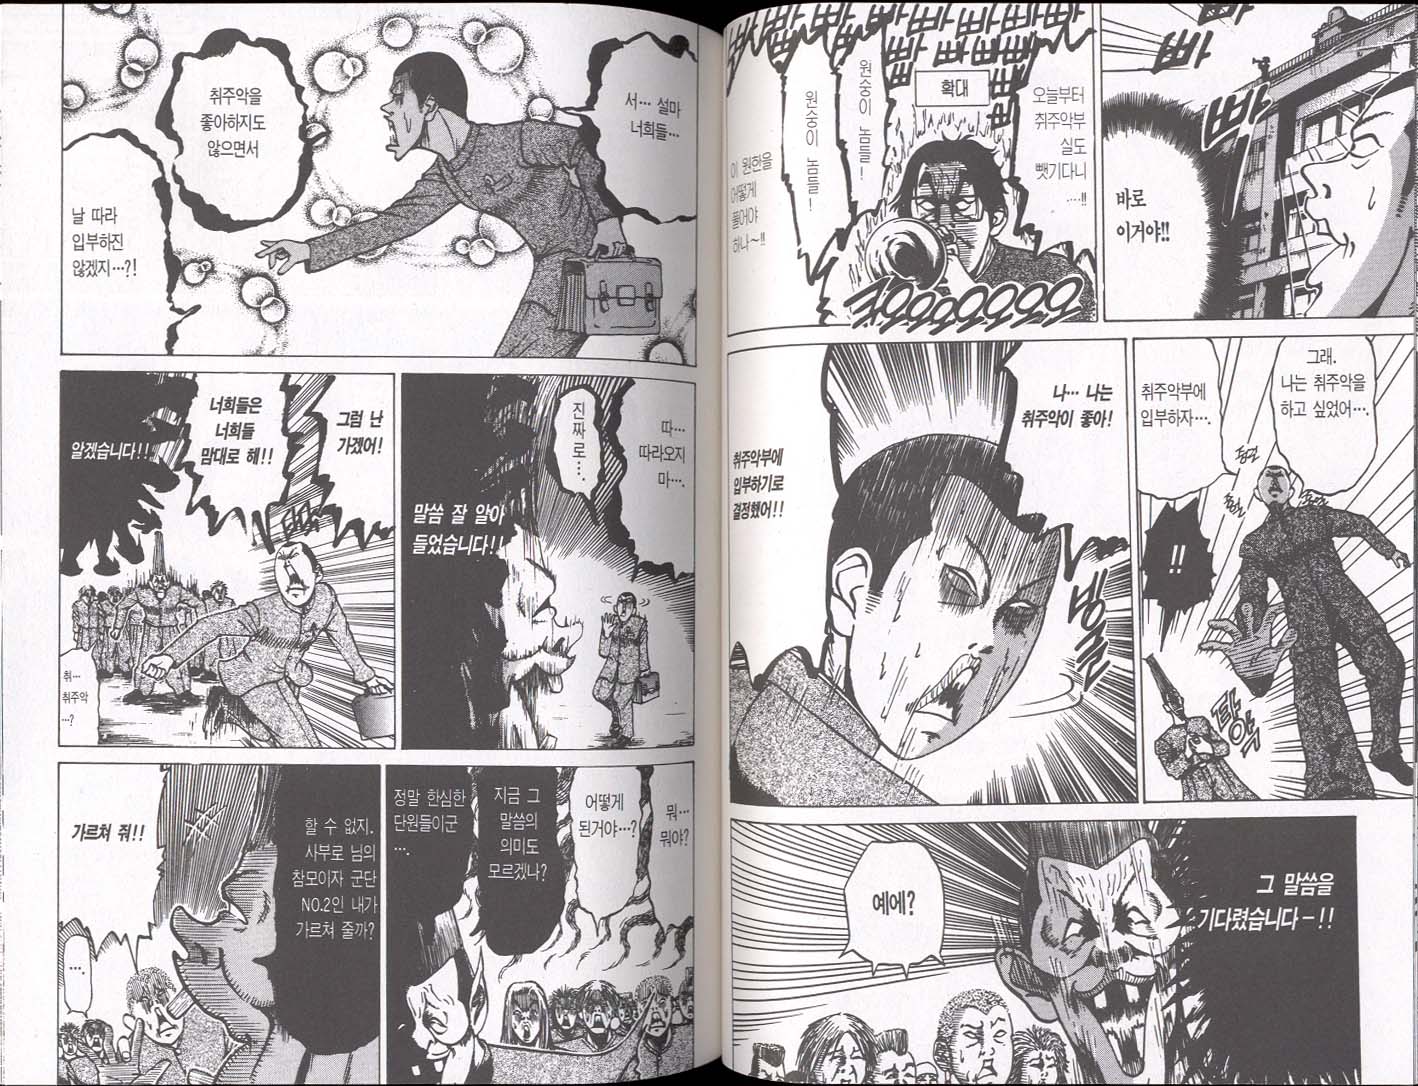 빠
빠
빠
빠
바로
이거야!!
오늘부터
취주악부
실도
뺏기다니
…!!
확대
원숭이 놈들!
원숭이 놈들!
이 원한을
어떻게
풀어야
하나~!!
그래.
나는 취주악을
하고 싶었어….
취주악부에
입부하자….
!!
나… 나는
취주악이 좋아!
취주악부에
입부하기로
결정했어!!
빙글
그 말씀을
기다렸습니다-!!
예에?
서… 설마
너희들…
취주악을
좋아하지도
않으면서
날 따라
입부하진
않겠지…?!
따…
따라오지
마….
진짜로….
말씀 잘 알아
들었습니다!!
그럼 난
가겠어!
너희들은
너희들
맘대로 해!!
알겠습니다!!
취…
취주악
…?
뭐…
뭐야?
어떻게
된거야…?
지금 그
말씀의
의미도
모르겠나?
정말 한심한
단원들이군
….
할 수 없지.
사부로 님의
참모이자 군단
NO.2인 내가
가르쳐 줄까?
가르쳐 줘!!
…